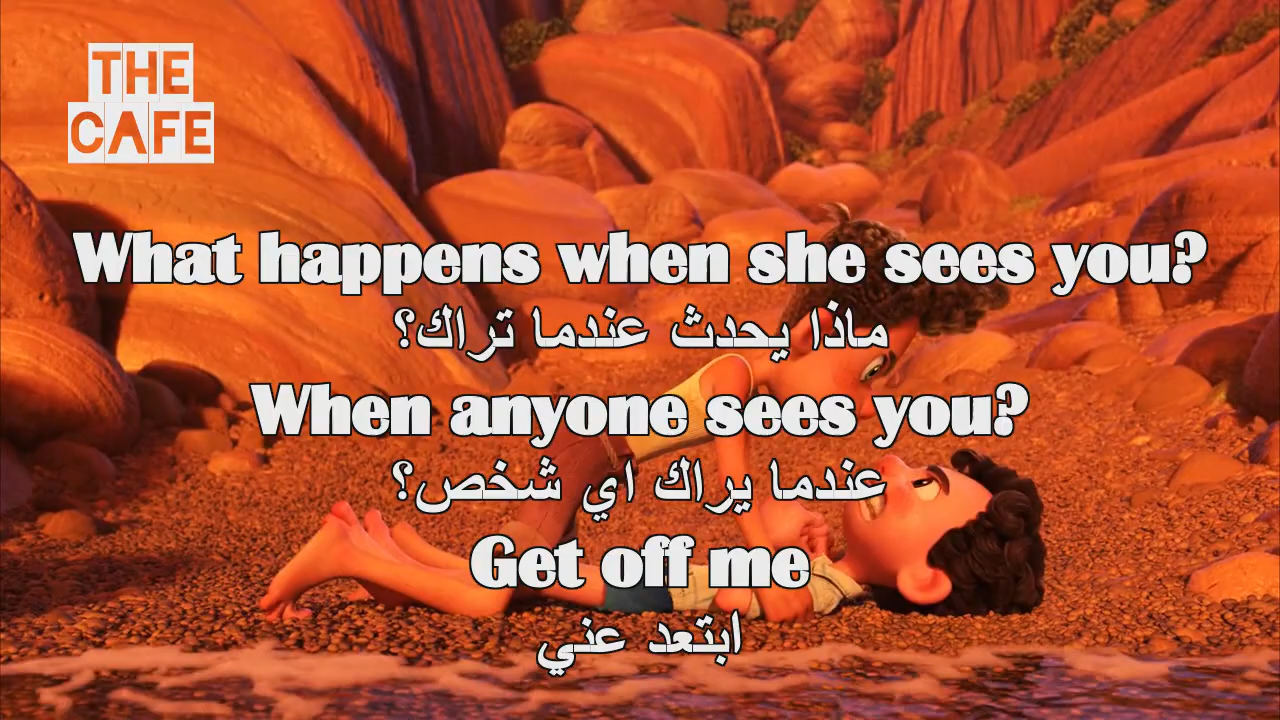 THE
CAFE
What happens when she sees you?
ماذا يحدث عندما تراك؟
When anyone sees you?
عندما يراك اي شخص؟
Get off me
ابتعد عني